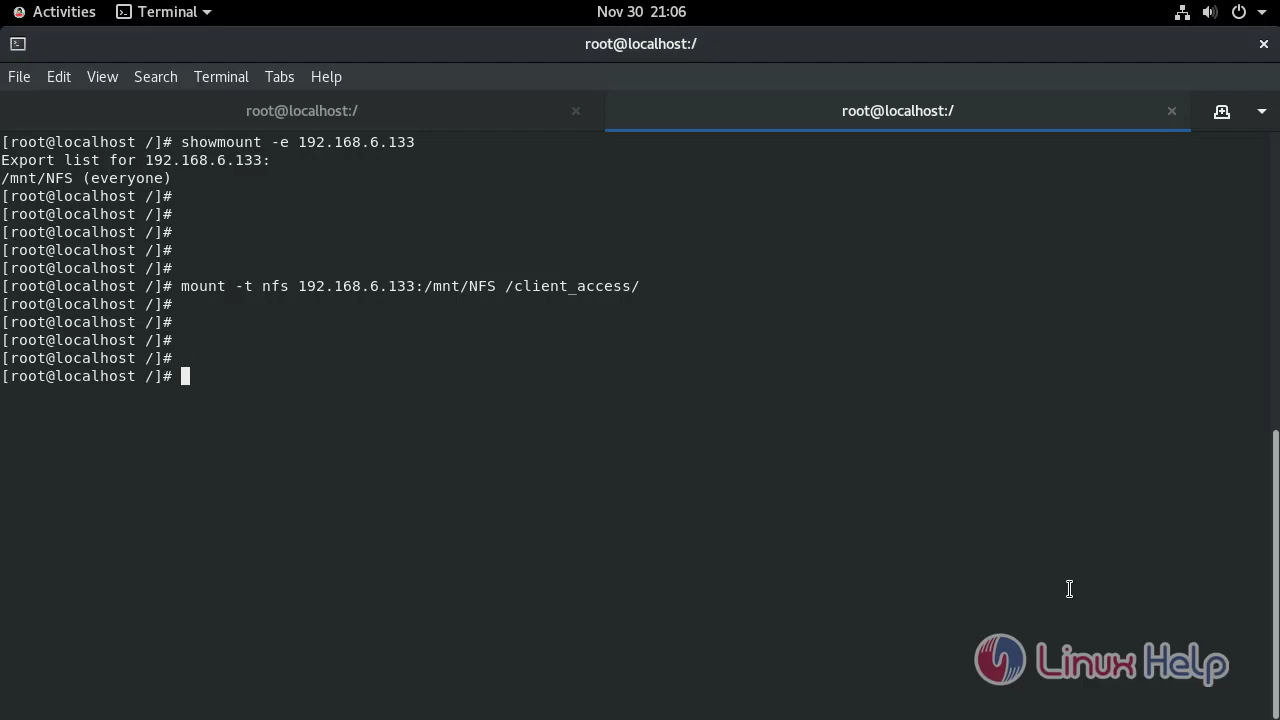 Activities Terminal Nov 30 21:06
root@localhost:/
File Edit View Search Terminal Tabs Help
root@localhost:/ root@localhost:/
[root@localhost /]# showmount -e 192.168.6.133
Export list for 192.168.6.133:
/mnt/NFS (everyone)
[root@localhost /]#
[root@localhost /]#
[root@localhost /]#
[root@localhost /]#
[root@localhost /]#
[root@localhost /]# mount -t nfs 192.168.6.133:/mnt/NFS /client_access/
[root@localhost /]#
[root@localhost /]#
[root@localhost /]#
[root@localhost /]#
[root@localhost /]#
Linux Help